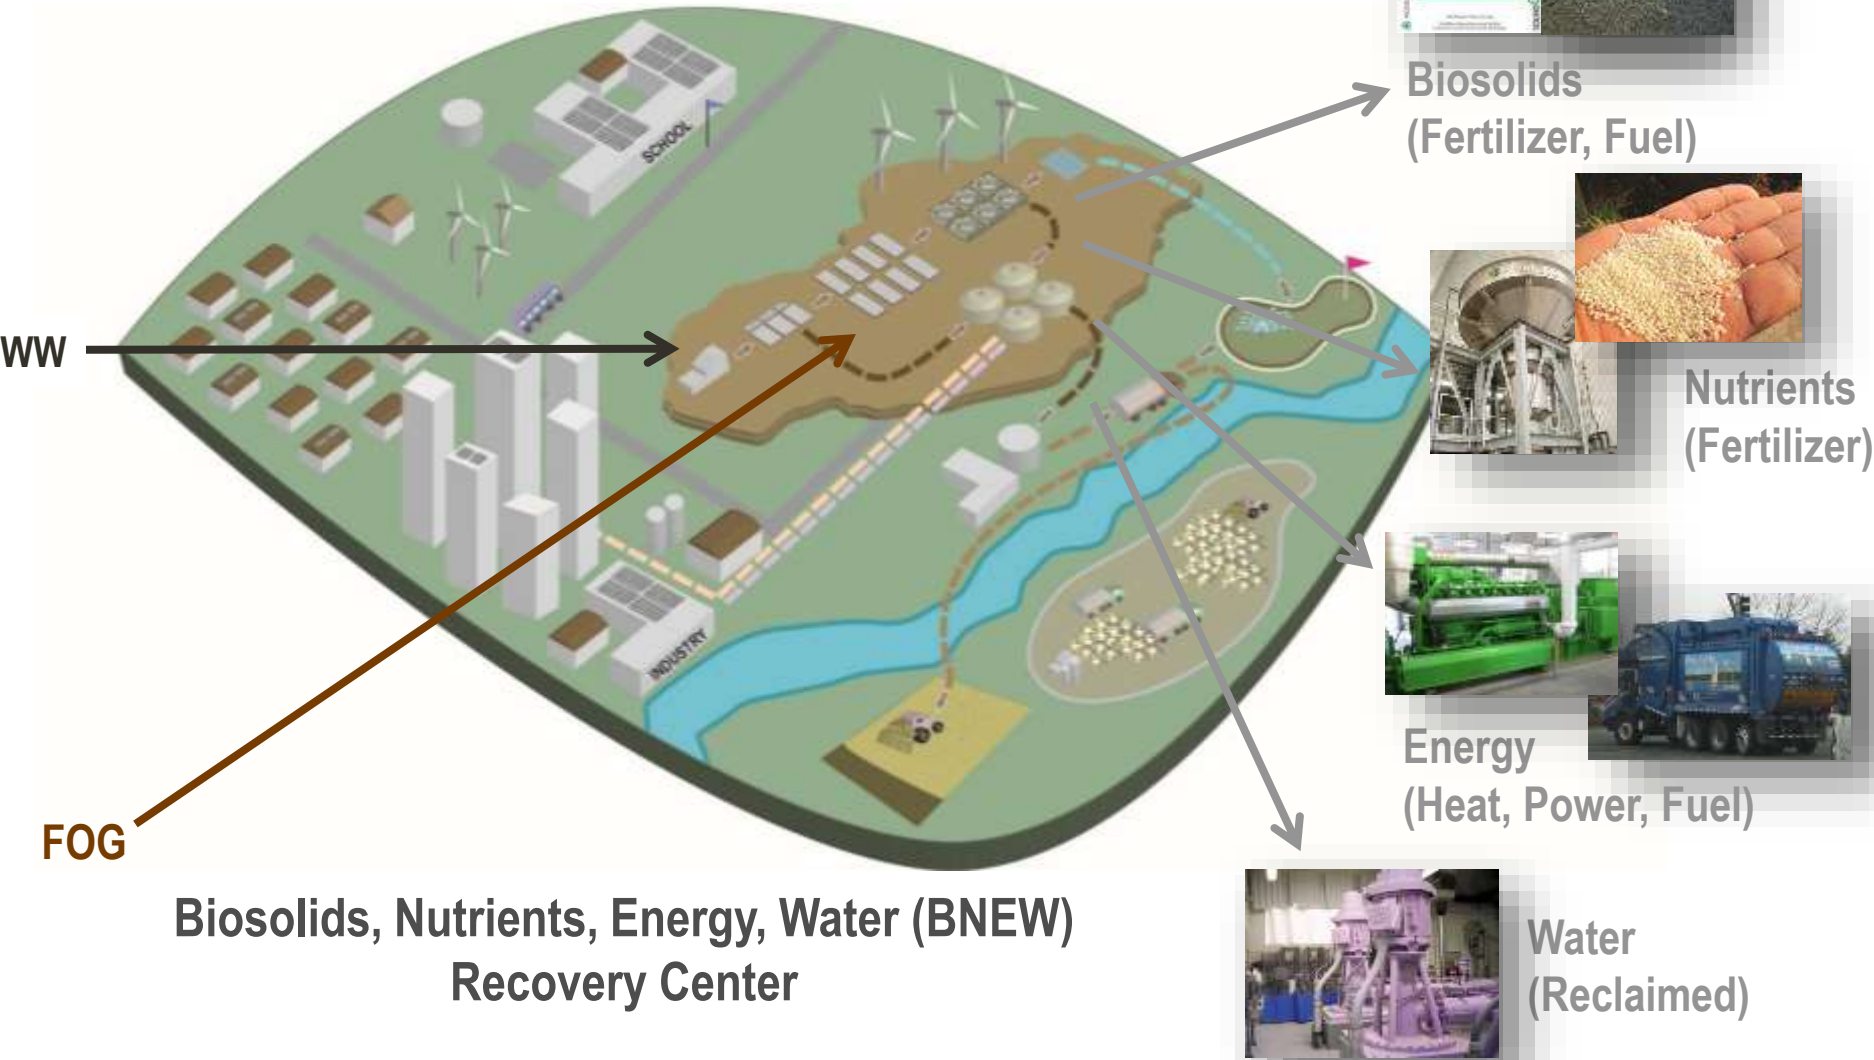 Biosolids
(Fertilizer, Fuel)
SCHOOL
WW
Nutrients
(Fertilizer)
INDUSTRY
Energy
(Heat, Power, Fuel)
FOG
Biosolids, Nutrients, Energy, Water (BNEW)
Recovery Center
Water
(Reclaimed)